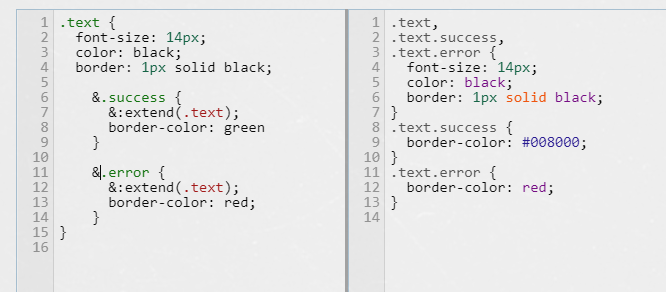 1 .text {
2 font-size: 14px;
3 color: black;
4 border: 1px solid black;
5
6 &.success {
7 &:extend(.text);
8 border-color: green
9 }
10
11 &.error {
12 &:extend(.text);
13 border-color: red;
14 }
15 }
16
1 .text,
2 .text.success,
3 .text.error {
4 font-size: 14px;
5 color: black;
6 border: 1px solid black;
7 }
8 .text.success {
9 border-color: #008000;
10 }
11 .text.error {
12 border-color: red;
13 }
14